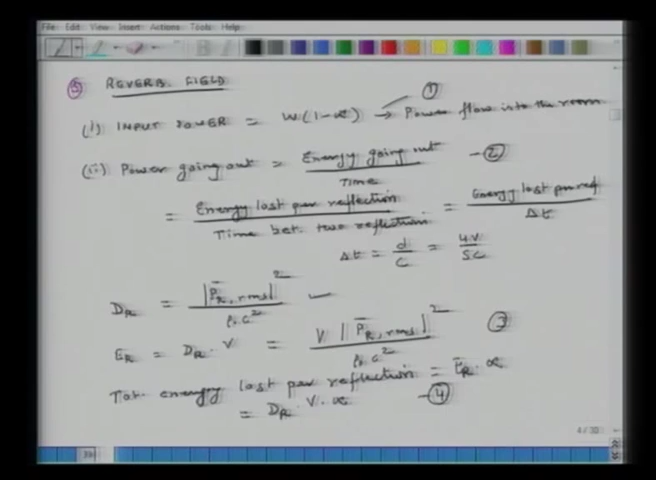 File Edit View Insert Actions Tools Help
⑤ REVERB. FIELD
(i) INPUT POWER = W(1-α) → Power flow into the room ①
(ii) Power going out = Energy going out / Time - ②
= Energy lost per reflection / Time bet. two reflection = Energy lost per ref / Δt
Δt = d/c = 4V/Sc
D_R = |P̄_R,rms|² / ρ₀c²
E_R = D_R · V = V |P̄_R,rms|² / ρ₀c² ③
Tot. energy lost per reflection = E_R · α
= D_R · V · α - ④
4 / 30